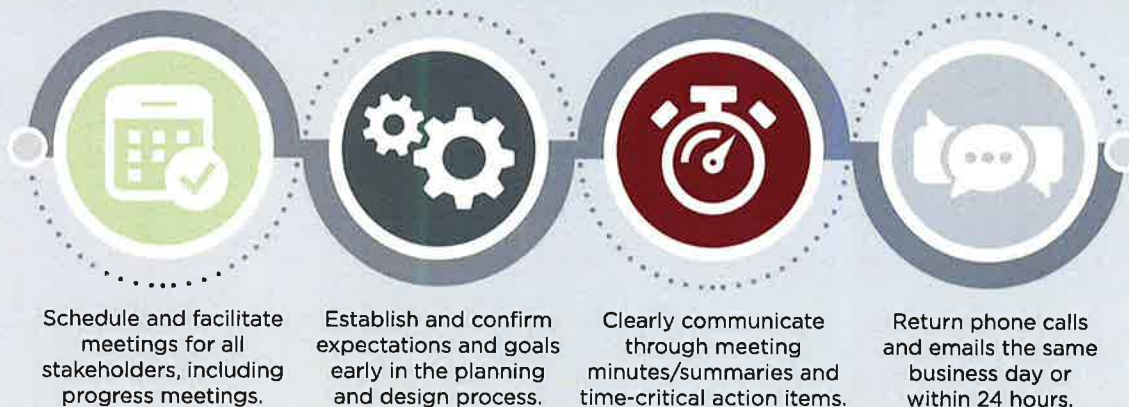 Schedule and facilitate
meetings for all
stakeholders, including
progress meetings.
Establish and confirm
expectations and goals
early in the planning
and design process.
Clearly communicate
through meeting
minutes/summaries and
time-critical action items.
Return phone calls
and emails the same
business day or
within 24 hours.